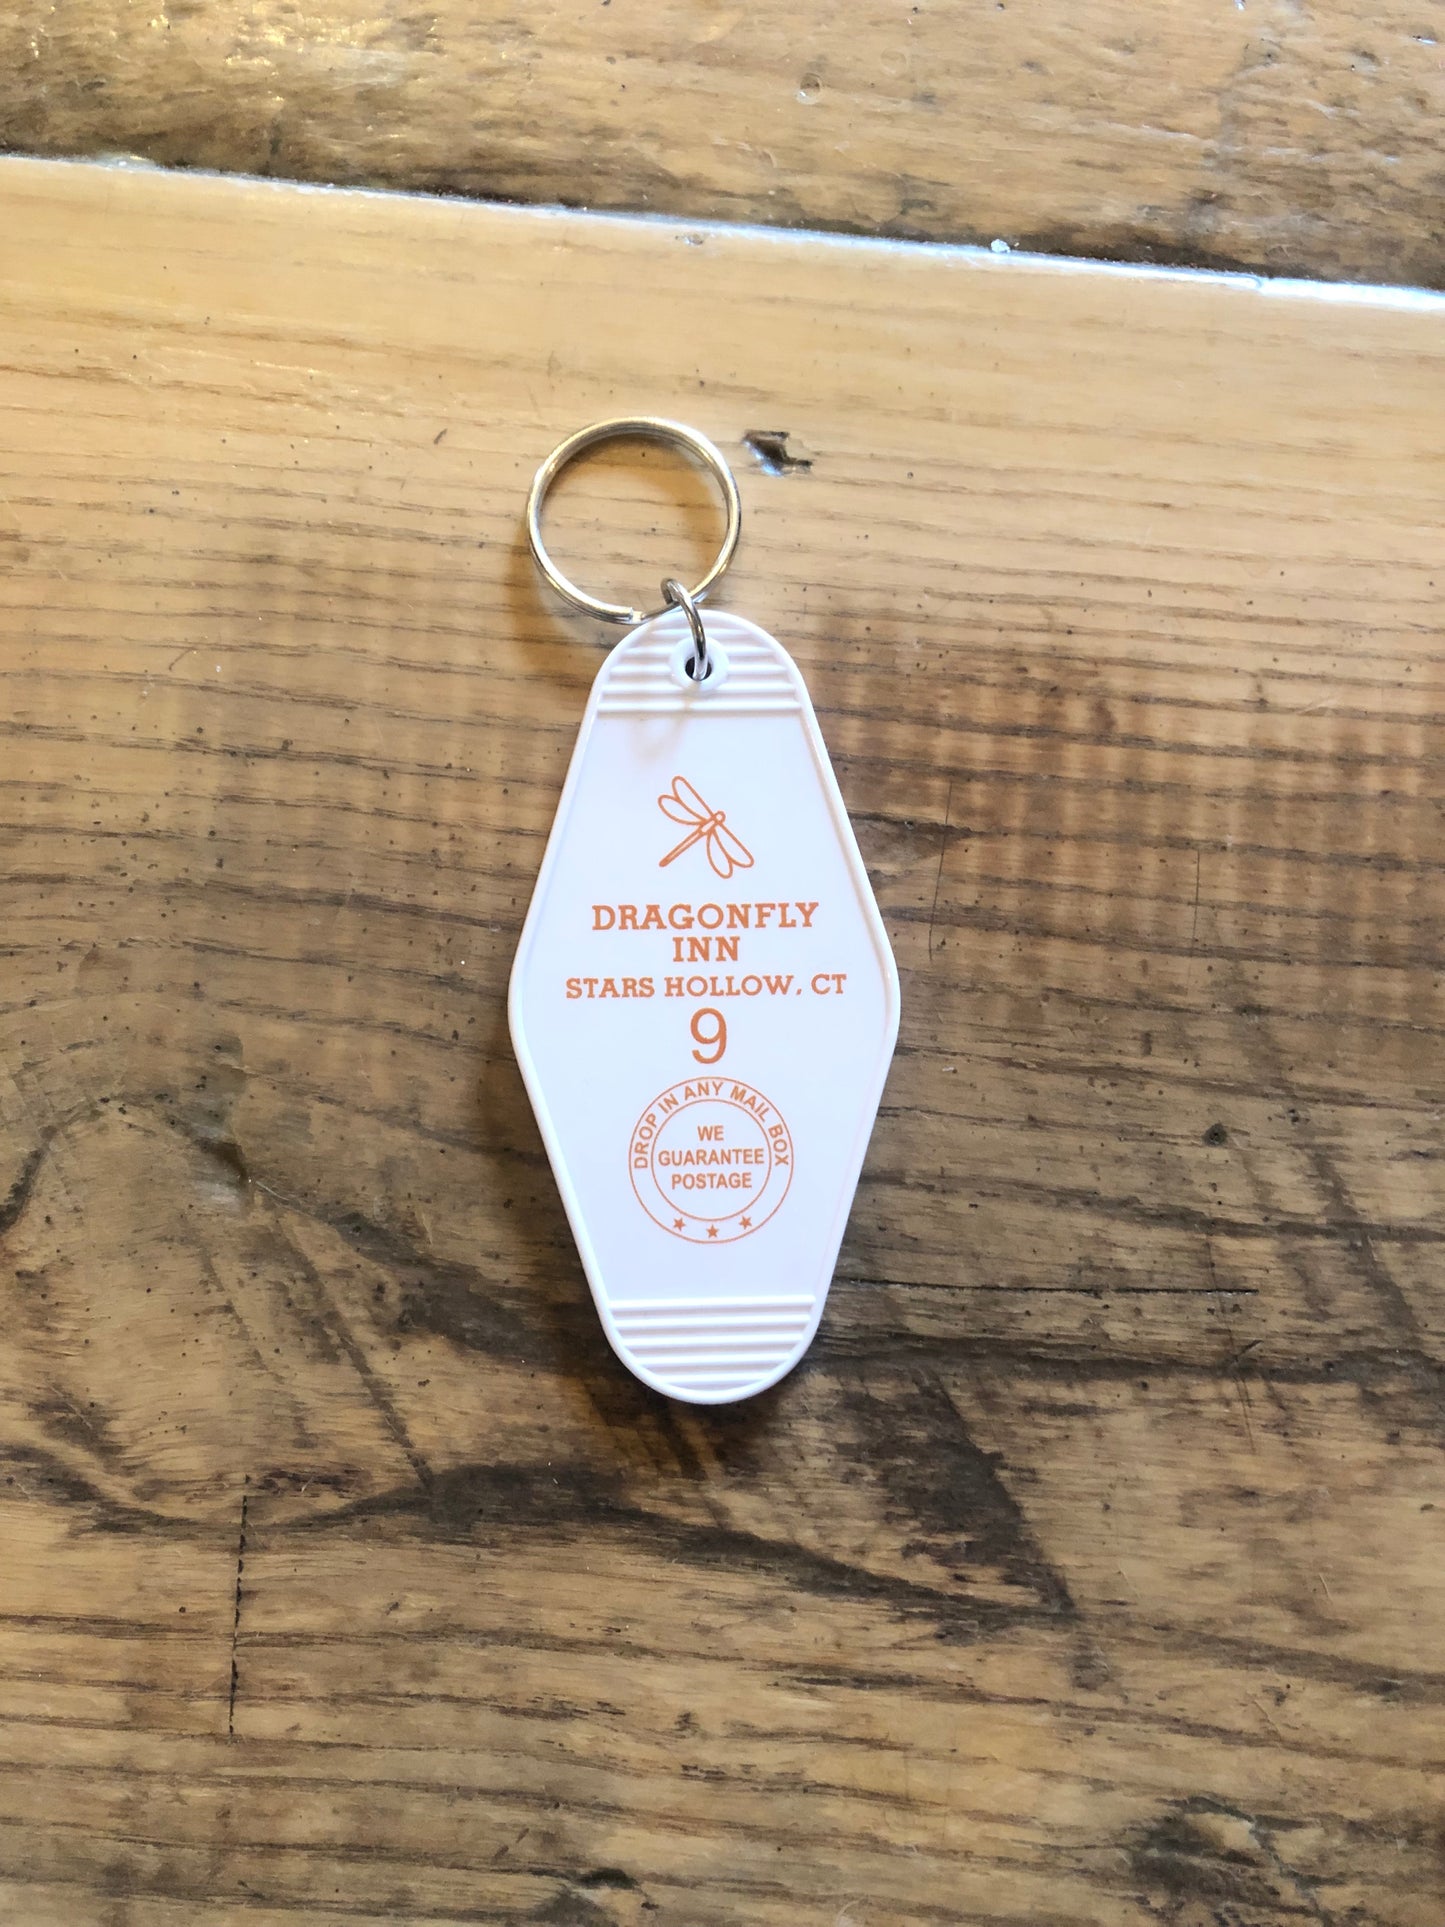 DRAGONFLY
INN
STARS HOLLOW, CT
9
DROP IN ANY MAIL BOX
WE
GUARANTEE
POSTAGE